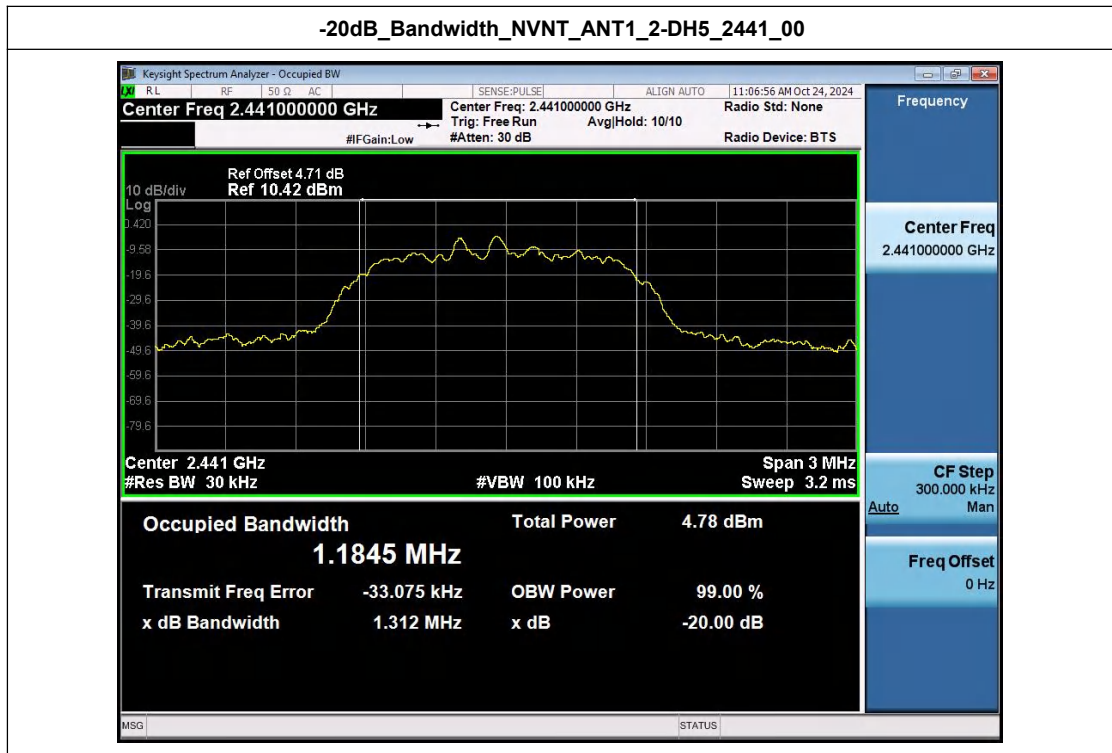 -20dB_Bandwidth_NVNT_ANT1_2-DH5_2441_00
Keysight Spectrum Analyzer - Occupied BW
LXI RL RF 50 Ω AC SENSE:PULSE ALIGN AUTO 11:06:56 AM Oct 24, 2024
Center Freq 2.441000000 GHz
Center Freq: 2.441000000 GHz
Radio Std: None
Trig: Free Run Avg|Hold: 10/10
#IFGain:Low
#Atten: 30 dB
Radio Device: BTS
Frequency
Ref Offset 4.71 dB
10 dB/div Ref 10.42 dBm
Log
0.420
-9.58
-19.6
-29.6
-39.6
-49.6
-59.6
-69.6
-79.6
Center 2.441 GHz
Span 3 MHz
#Res BW 30 kHz
#VBW 100 kHz
Sweep 3.2 ms
Center Freq
2.441000000 GHz
CF Step
300.000 kHz
Auto Man
Freq Offset
0 Hz
Occupied Bandwidth
1.1845 MHz
Total Power 4.78 dBm
Transmit Freq Error -33.075 kHz
OBW Power 99.00 %
x dB Bandwidth 1.312 MHz
x dB -20.00 dB
MSG
STATUS